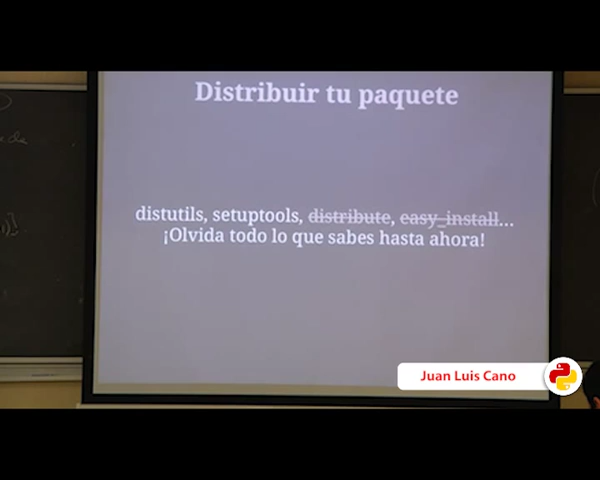 Distribuir tu paquete
distutils, setuptools, distribute, easy_install...
¡Olvida todo lo que sabes hasta ahora!
Juan Luis Cano